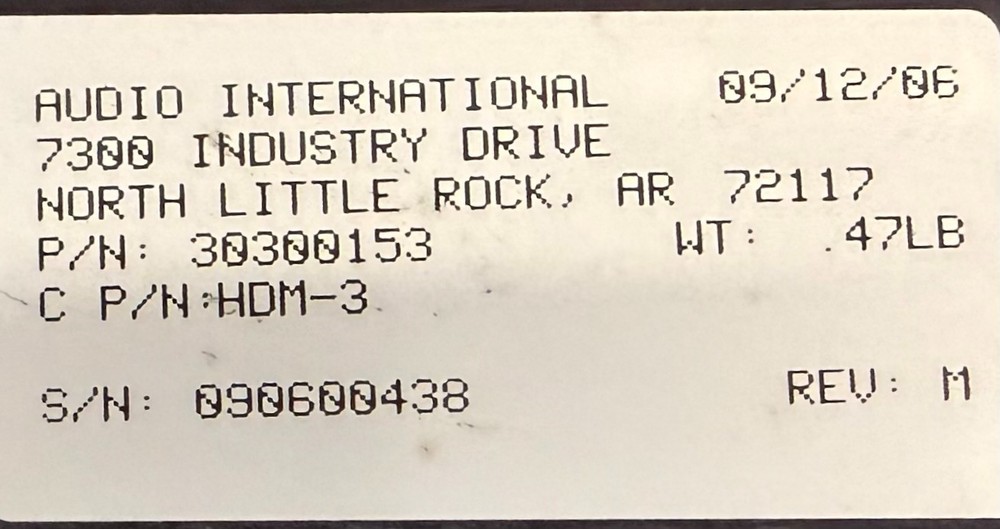 AUDIO INTERNATIONAL 09/12/06
7300 INDUSTRY DRIVE
NORTH LITTLE ROCK, AR 72117
P/N: 30300153 WT: .47LB
C P/N:HDM-3
S/N: 090600438 REV: M